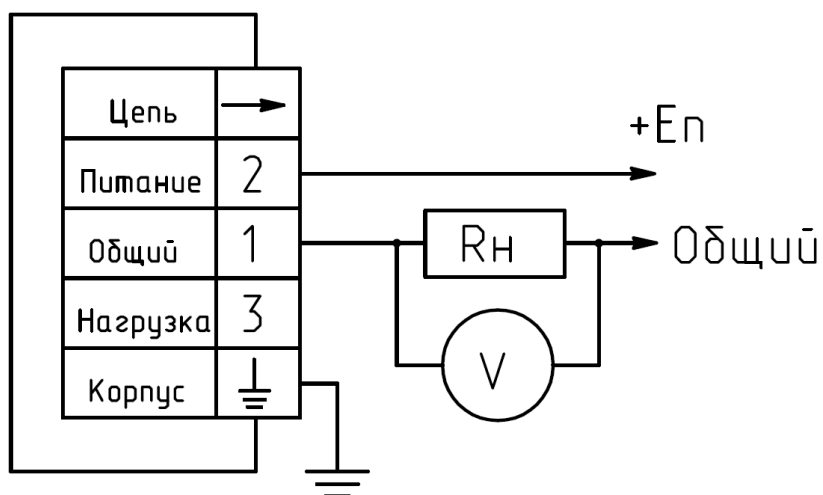 Цепь
+Eп
Питание 2
Общий 1 Rн Общий
Нагрузка 3
V
Корпус